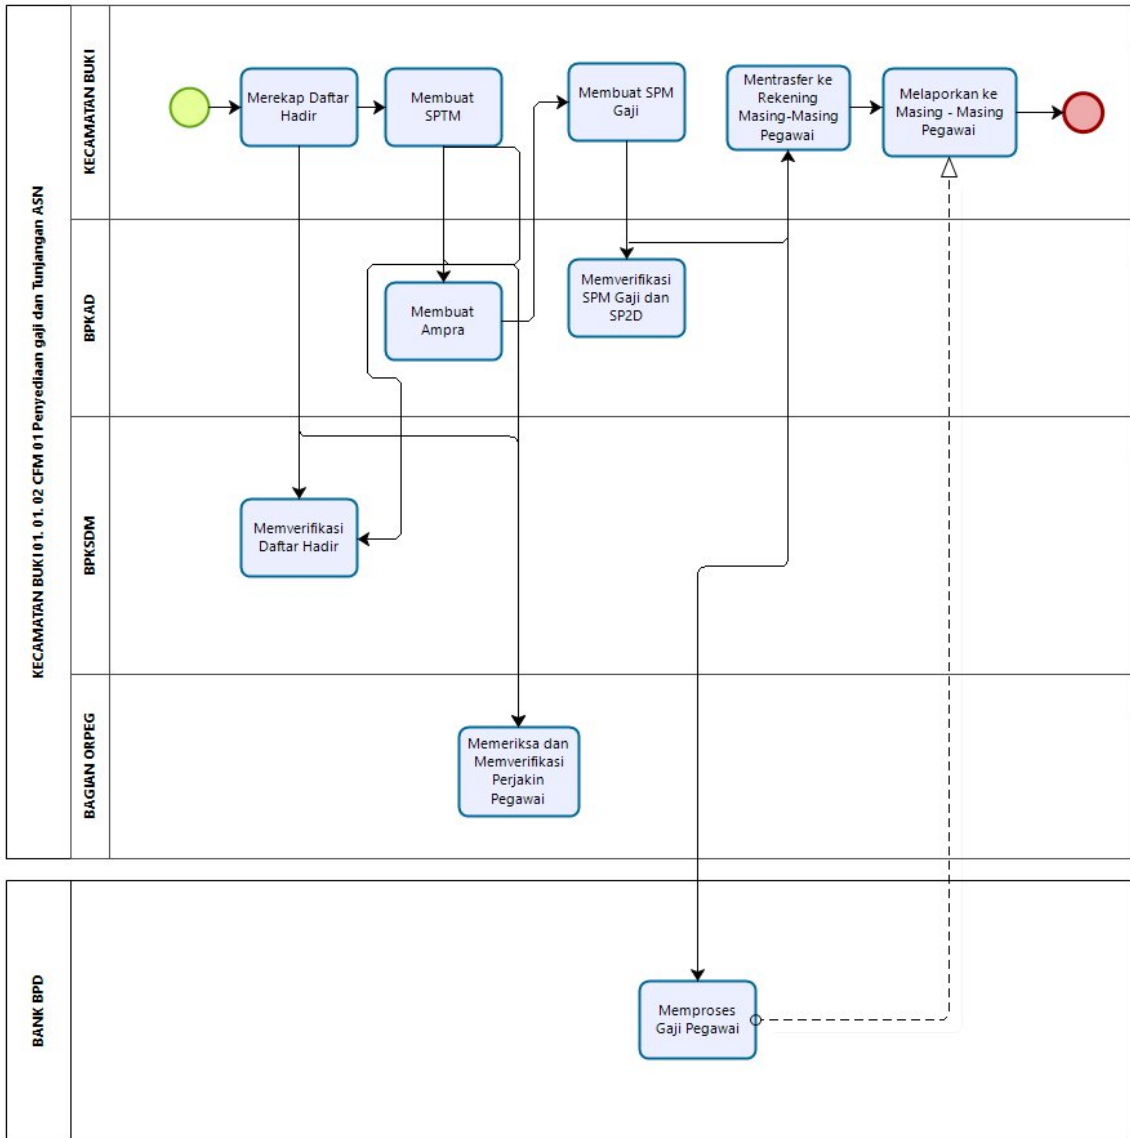 KECAMATAN BUKI 01. 01. 02 CFM 01 Penyediaan gaji dan Tunjangan ASN
KECAMATAN BUKI
Merekap Daftar
Hadir
Membuat
SPTM
Membuat SPM
Gaji
Mentrasfer ke
Rekening
Masing-Masing
Pegawai
Melaporkan ke
Masing - Masing
Pegawai
BPKAD
Membuat
Ampra
Memverifikasi
SPM Gaji dan
SP2D
BPKSDM
Memverifikasi
Daftar Hadir
BAGIAN ORPEG
Memeriksa dan
Memverifikasi
Perjakin
Pegawai
BANK BPD
Memproses
Gaji Pegawai